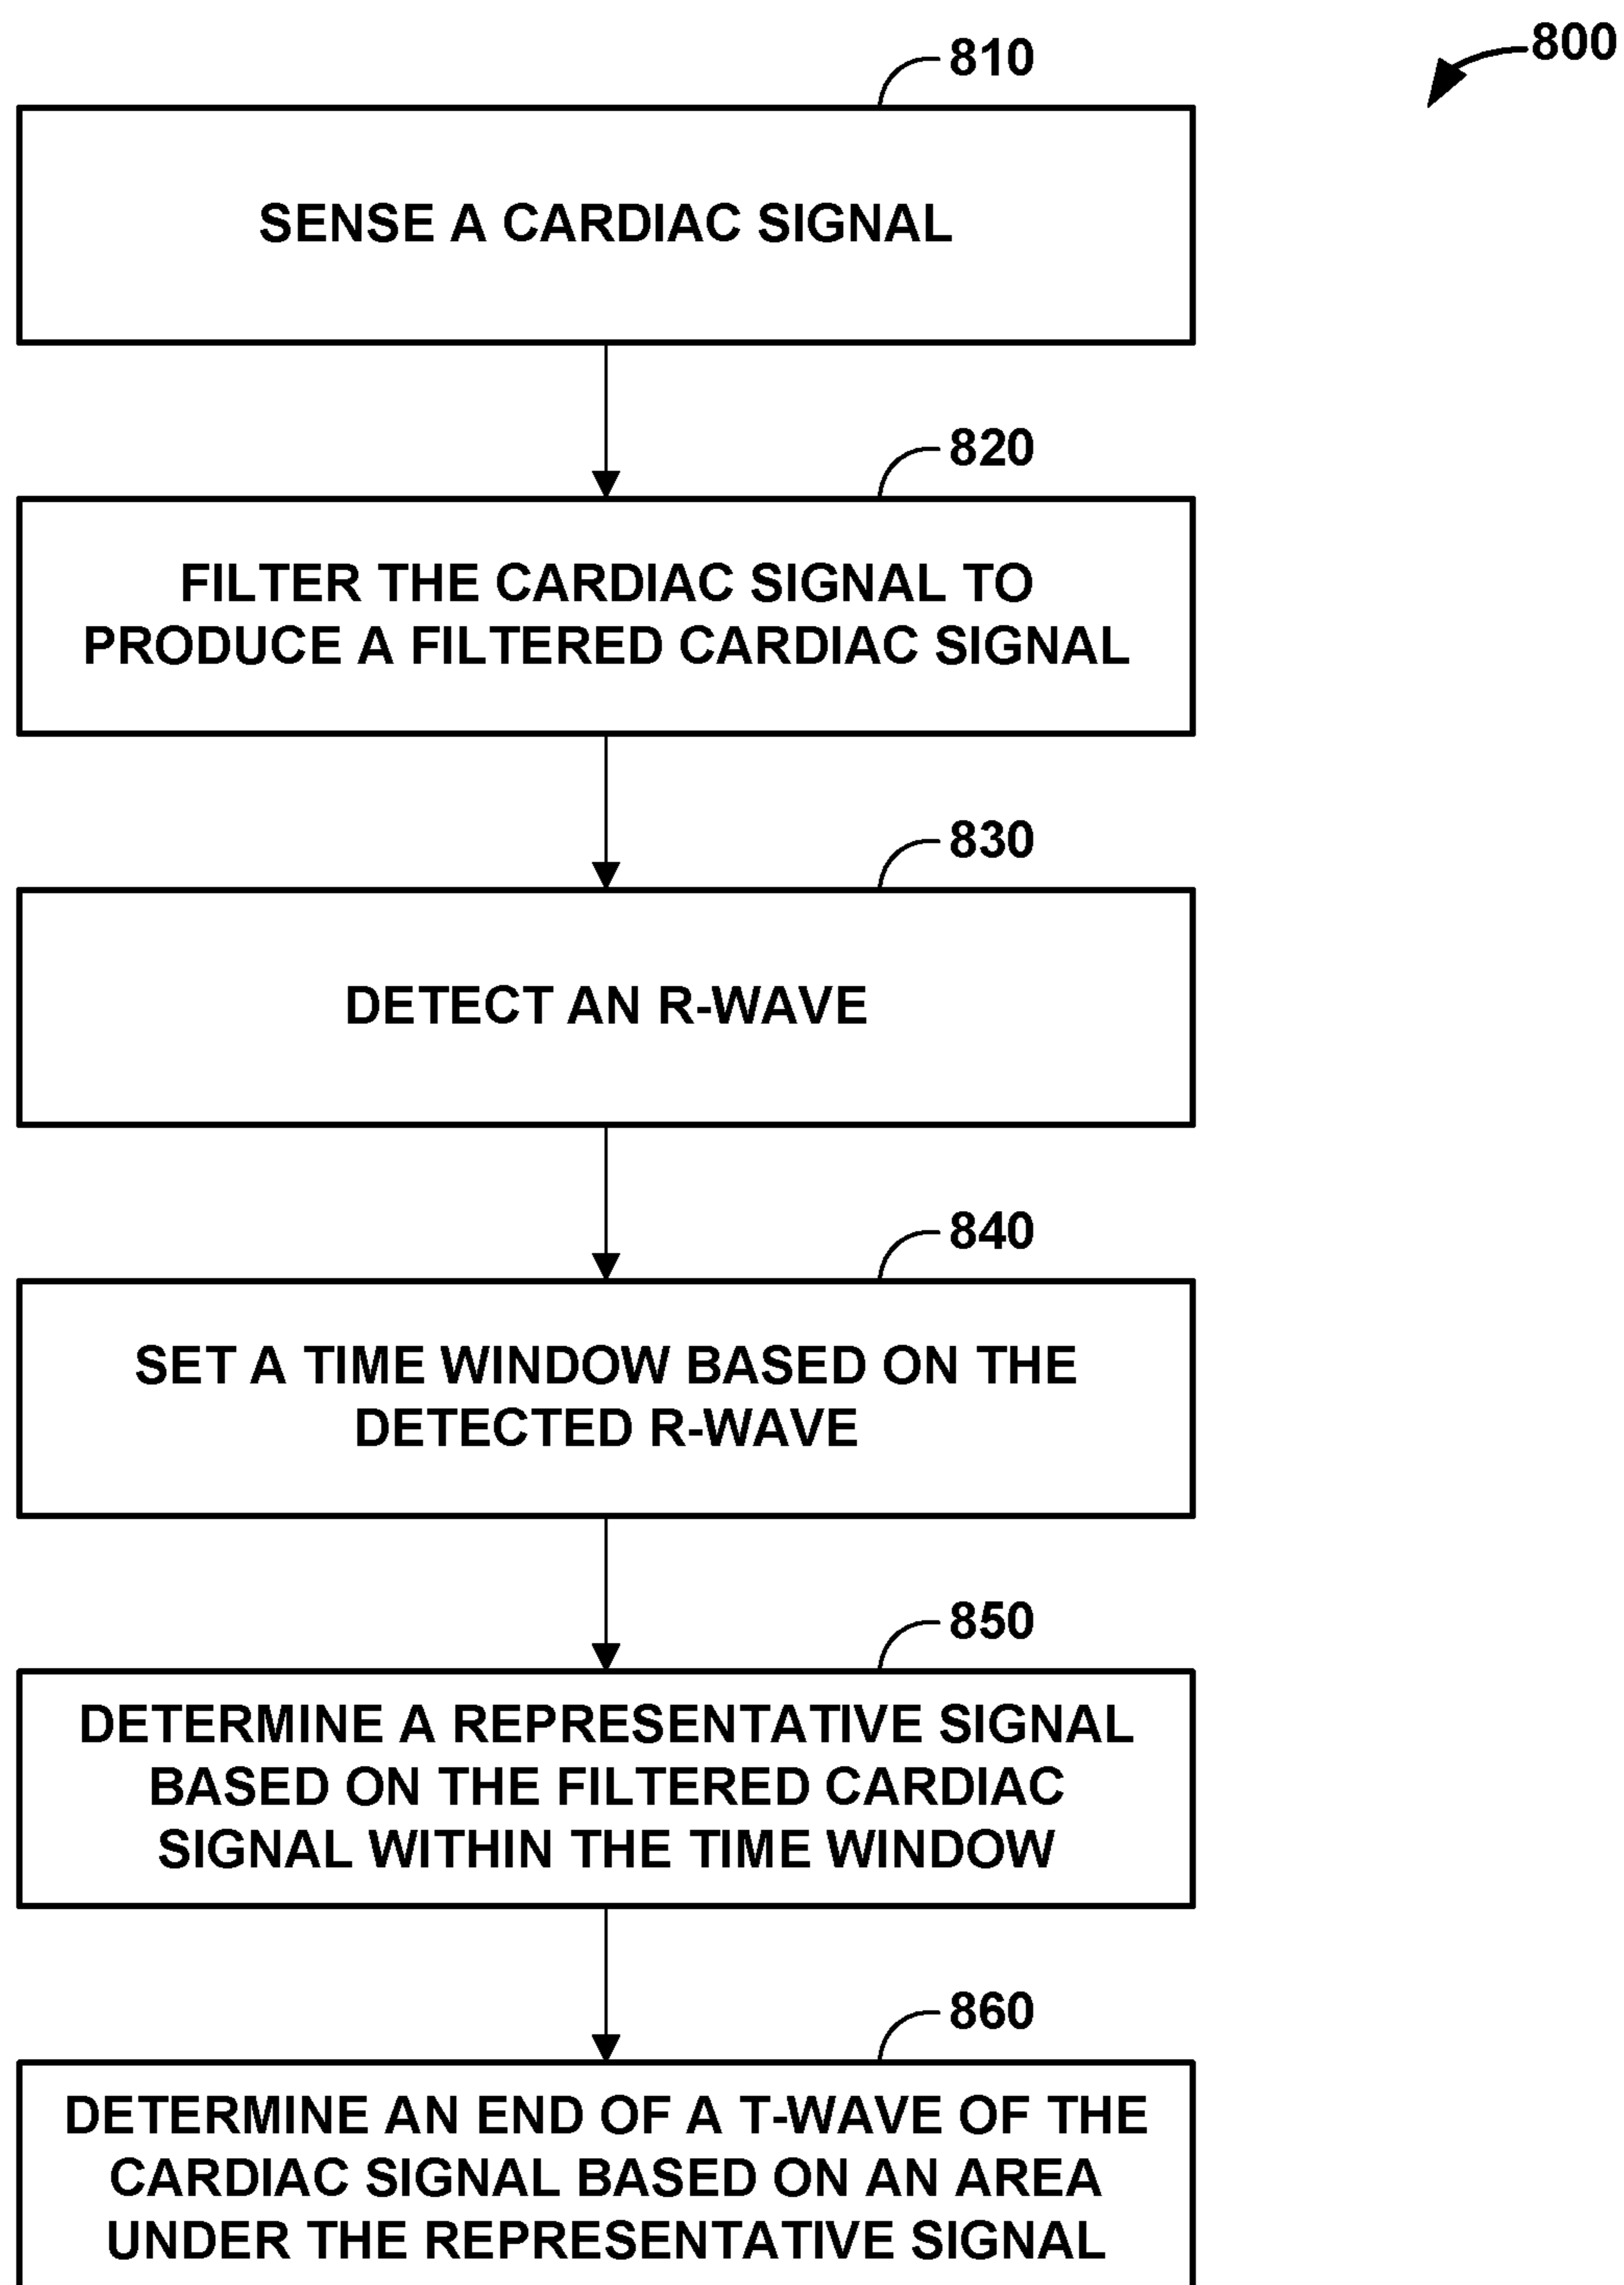 800
810
SENSE A CARDIAC SIGNAL
820
FILTER THE CARDIAC SIGNAL TO
PRODUCE A FILTERED CARDIAC SIGNAL
830
DETECT AN R-WAVE
840
SET A TIME WINDOW BASED ON THE
DETECTED R-WAVE
850
DETERMINE A REPRESENTATIVE SIGNAL
BASED ON THE FILTERED CARDIAC
SIGNAL WITHIN THE TIME WINDOW
860
DETERMINE AN END OF A T-WAVE OF THE
CARDIAC SIGNAL BASED ON AN AREA
UNDER THE REPRESENTATIVE SIGNAL